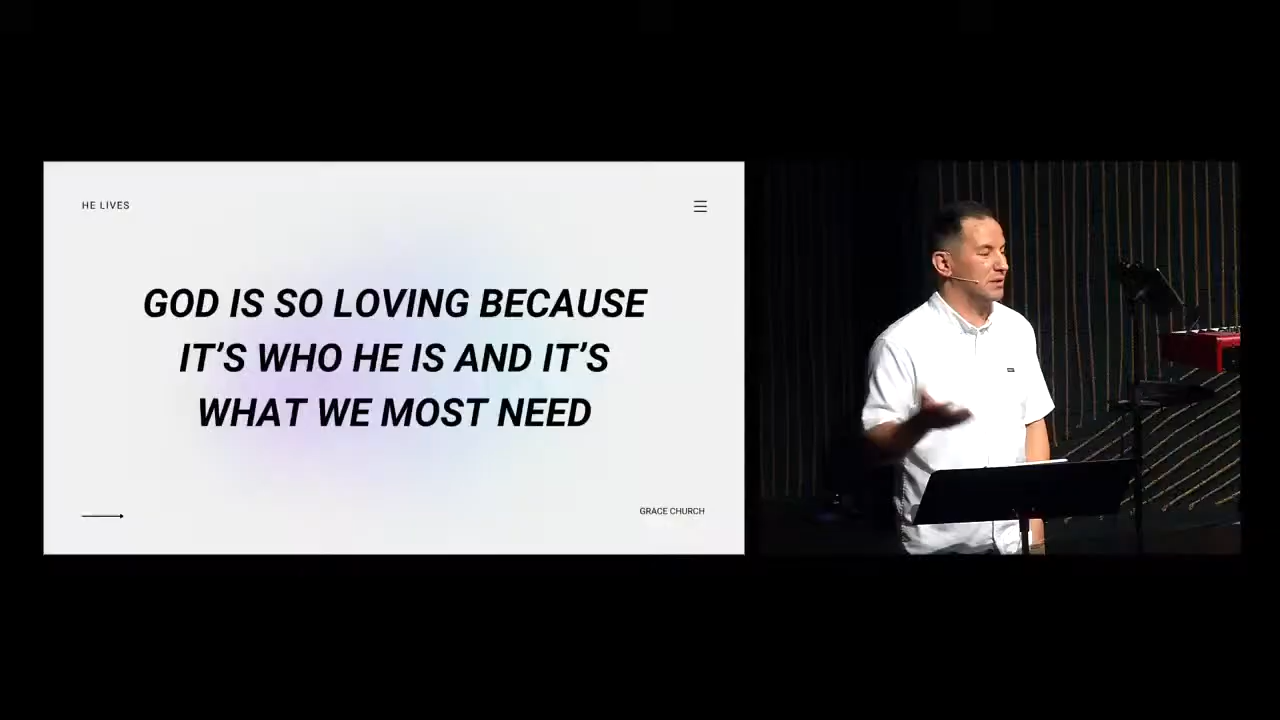 HE LIVES
GOD IS SO LOVING BECAUSE
IT’S WHO HE IS AND IT’S
WHAT WE MOST NEED
GRACE CHURCH